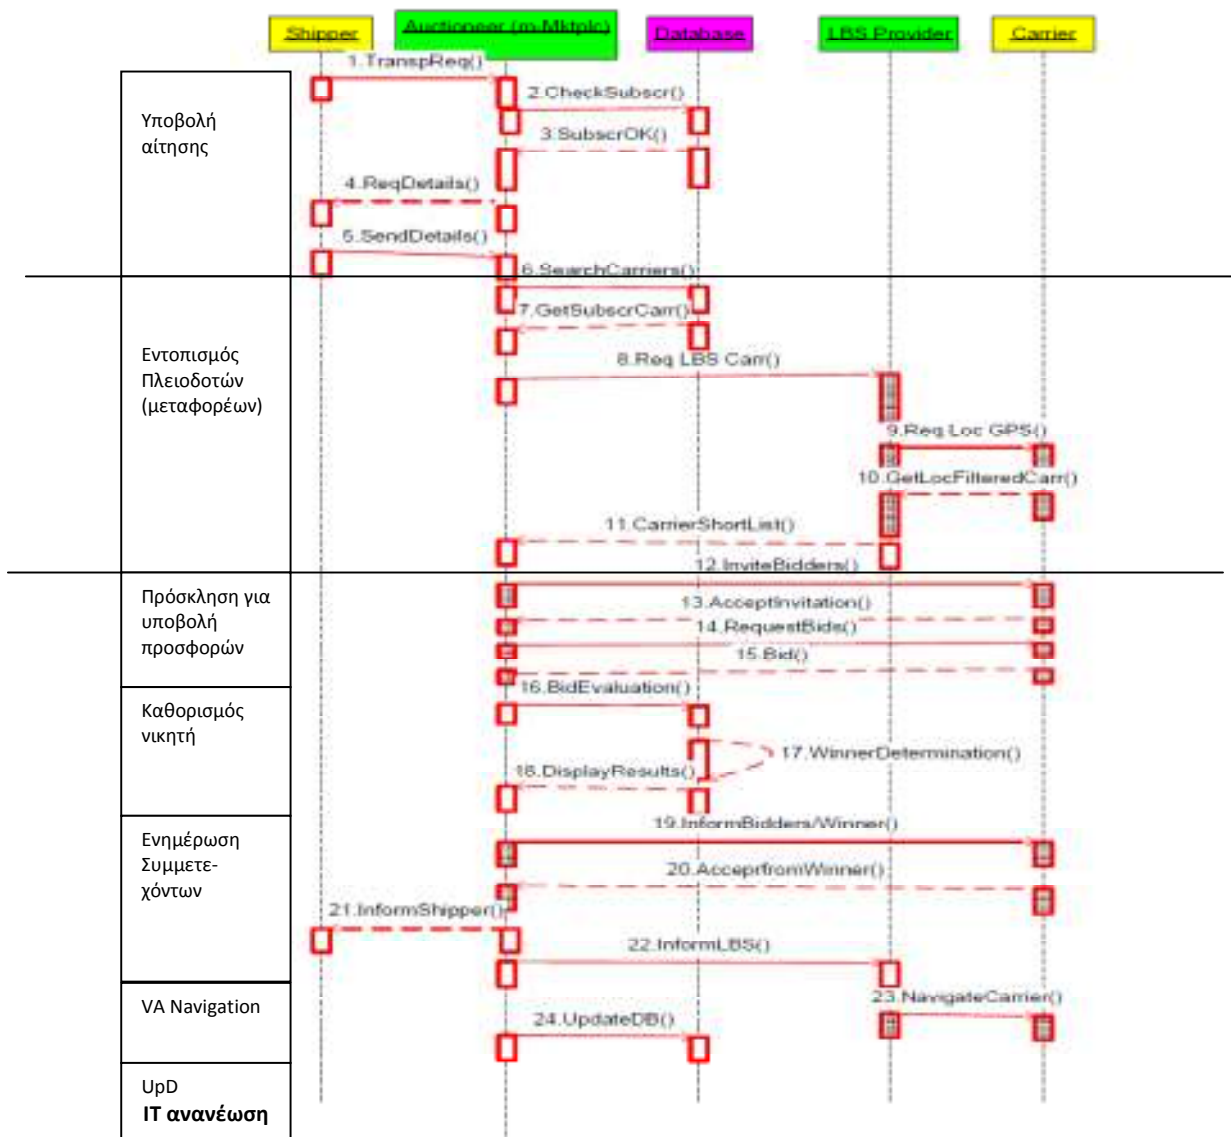 Shipper
Auctioneer (m-Mktplc)
Database
LBS Provider
Carrier
1.TranspReq()
2.CheckSubscr()
Υποβολή
αίτησης
3.SubscrOK()
4.ReqDetails()
5.SendDetails()
6.SearchCarriers()
7.GetSubscrCarr()
Εντοπισμός
Πλειοδοτών
(μεταφορέων)
8.Req LBS Carr()
9.Req Loc GPS()
10.GetLocFilteredCarr()
11.CarrierShortList()
12.InviteBidders()
Πρόσκληση για
υποβολή
προσφορών
13.AcceptInvitation()
14.RequestBids()
15.Bid()
16.BidEvaluation()
Καθορισμός
νικητή
17.WinnerDetermination()
18.DisplayResults()
19.InformBidders/Winner()
Ενημέρωση
Συμμετε-
χόντων
20.AcceprfromWinner()
21.InformShipper()
22.InformLBS()
VA Navigation
23.NavigateCarrier()
24.UpdateDB()
UpD
IT ανανέωση